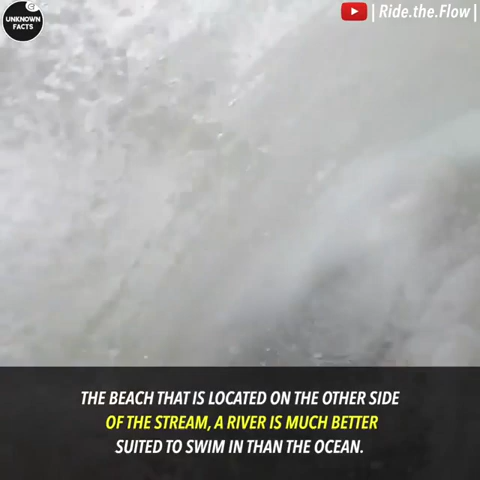 UNKNOWN
FACTS
| Ride.the.Flow |
THE BEACH THAT IS LOCATED ON THE OTHER SIDE
OF THE STREAM, A RIVER IS MUCH BETTER
SUITED TO SWIM IN THAN THE OCEAN.